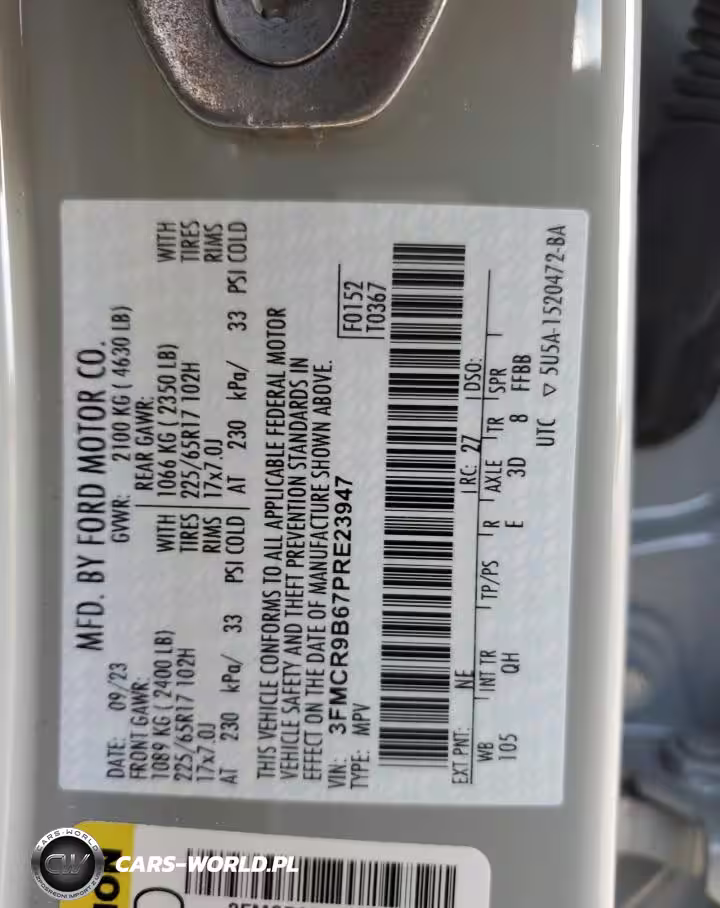 MFD. BY FORD MOTOR CO.
DATE: 09/23 GVWR: 2100 KG ( 4630 LB)
FRONT GAWR: REAR GAWR:
1089 KG ( 2400 LB) WITH 1066 KG ( 2350 LB) WITH
225/65R17 102H TIRES 225/65R17 102H TIRES
17x7.0J RIMS 17x7.0J RIMS
AT 230 kPa/ 33 PSI COLD AT 230 kPa/ 33 PSI COLD
THIS VEHICLE CONFORMS TO ALL APPLICABLE FEDERAL MOTOR
VEHICLE SAFETY AND THEFT PREVENTION STANDARDS IN
EFFECT ON THE DATE OF MANUFACTURE SHOWN ABOVE.
VIN: 3FMCR9B67PRE23947 F0152
TYPE: MPV T0367
EXT PNT: NE RC: 27 DSO:
WB INT TR TP/PS R AXLE TR SPR
105 QH E 3D 8 FFBB
UTC ▽ 5U5A-1520472-BA
CARS-WORLD
CW
CARS-WORLD.PL